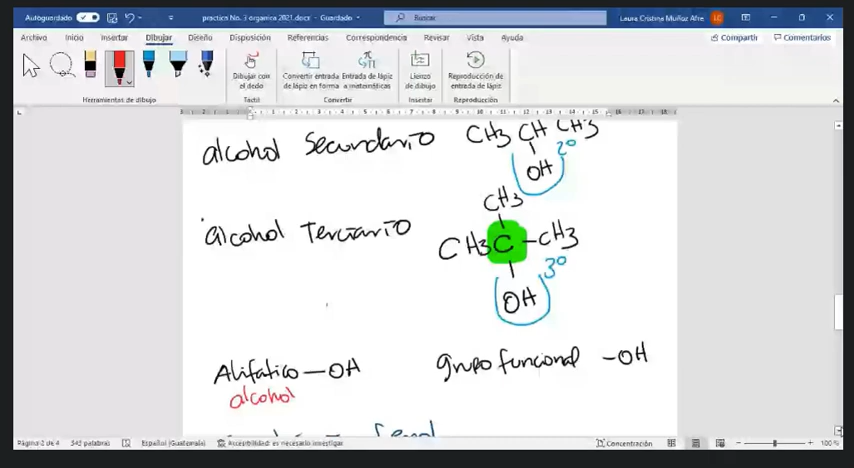 Autoguardado practica No. 7 organica 2021.docx - Guardado Buscar Laura Cristina Muñoz Afre LC
Archivo Inicio Insertar Dibujar Diseño Disposición Referencias Correspondencia Revisar Vista Ayuda Compartir Comentarios
Dibujar con el dedo
Convertir entrada de lápiz en forma
Entrada de lápiz a matemáticas
Lienzo de dibujo
Reproducción de entrada de lápiz
Herramientas de dibujo Táctil Convertir Insertar Reproducción
alcohol Secundario CH3 CH CH3
OH 2°
CH3
alcohol Terciario CH3 C - CH3
OH 3°
Alifatico - OH grupo funcional - OH
alcohol
fenol
Página 2 de 4 545 palabras Español (Guatemala) Accesibilidad: es necesario investigar Concentración 100 %